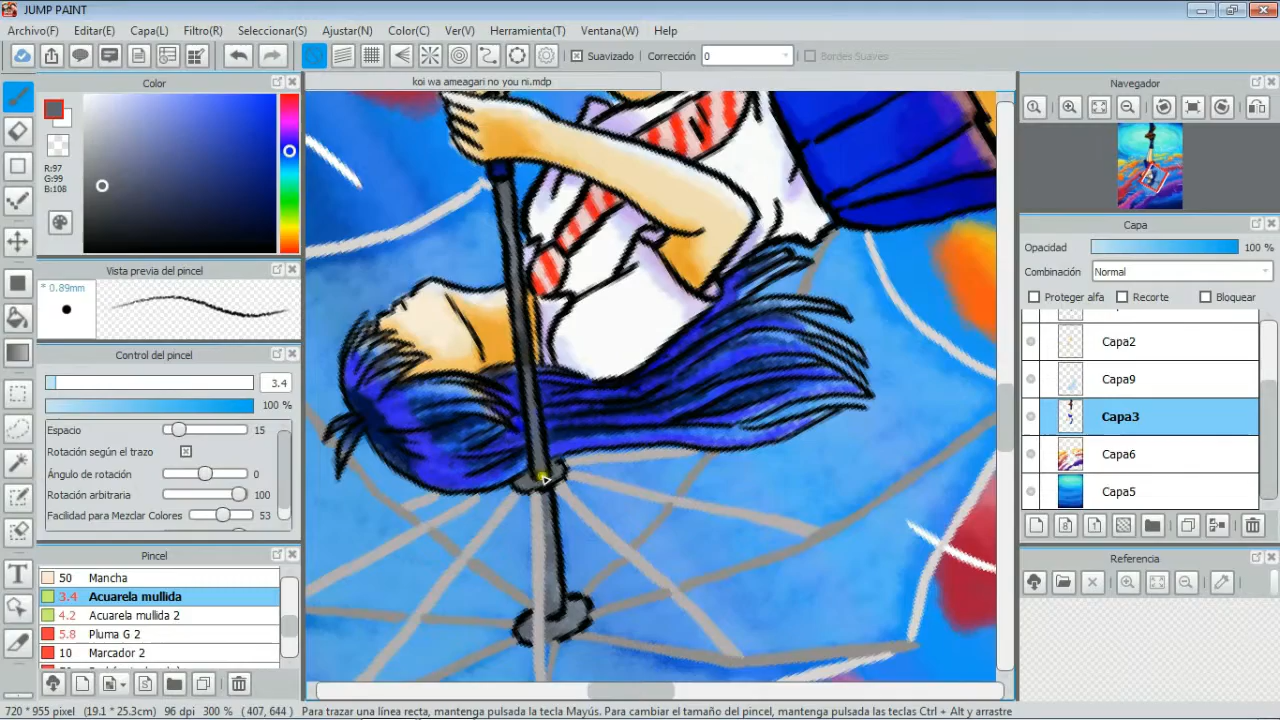 JUMP PAINT
Archivo(F) Editar(E) Capa(L) Filtro(R) Seleccionar(S) Ajustar(N) Color(C) Ver(V) Herramienta(T) Ventana(W) Help
Suavizado Corrección 0 Bordes Suaves
koi wa ameagari no you ni.mdp
Color
R:97
G:99
B:108
Vista previa del pincel
* 0.89mm
Control del pincel
3.4
100 %
Espacio 15
Rotación según el trazo
Ángulo de rotación 0
Rotación arbitraria 100
Facilidad para Mezclar Colores 53
Pincel
50 Mancha
3.4 Acuarela mullida
4.2 Acuarela mullida 2
5.8 Pluma G 2
10 Marcador 2
Navegador
Capa
Opacidad 100 %
Combinación Normal
Proteger alfa Recorte Bloquear
Capa2
Capa9
Capa3
Capa6
Capa5
Referencia
720 * 955 pixel (19.1 * 25.3cm) 96 dpi 300 % ( 407, 644 ) Para trazar una línea recta, mantenga pulsada la tecla Mayús. Para cambiar el tamaño del pincel, mantenga pulsadas las teclas Ctrl + Alt y arrastre